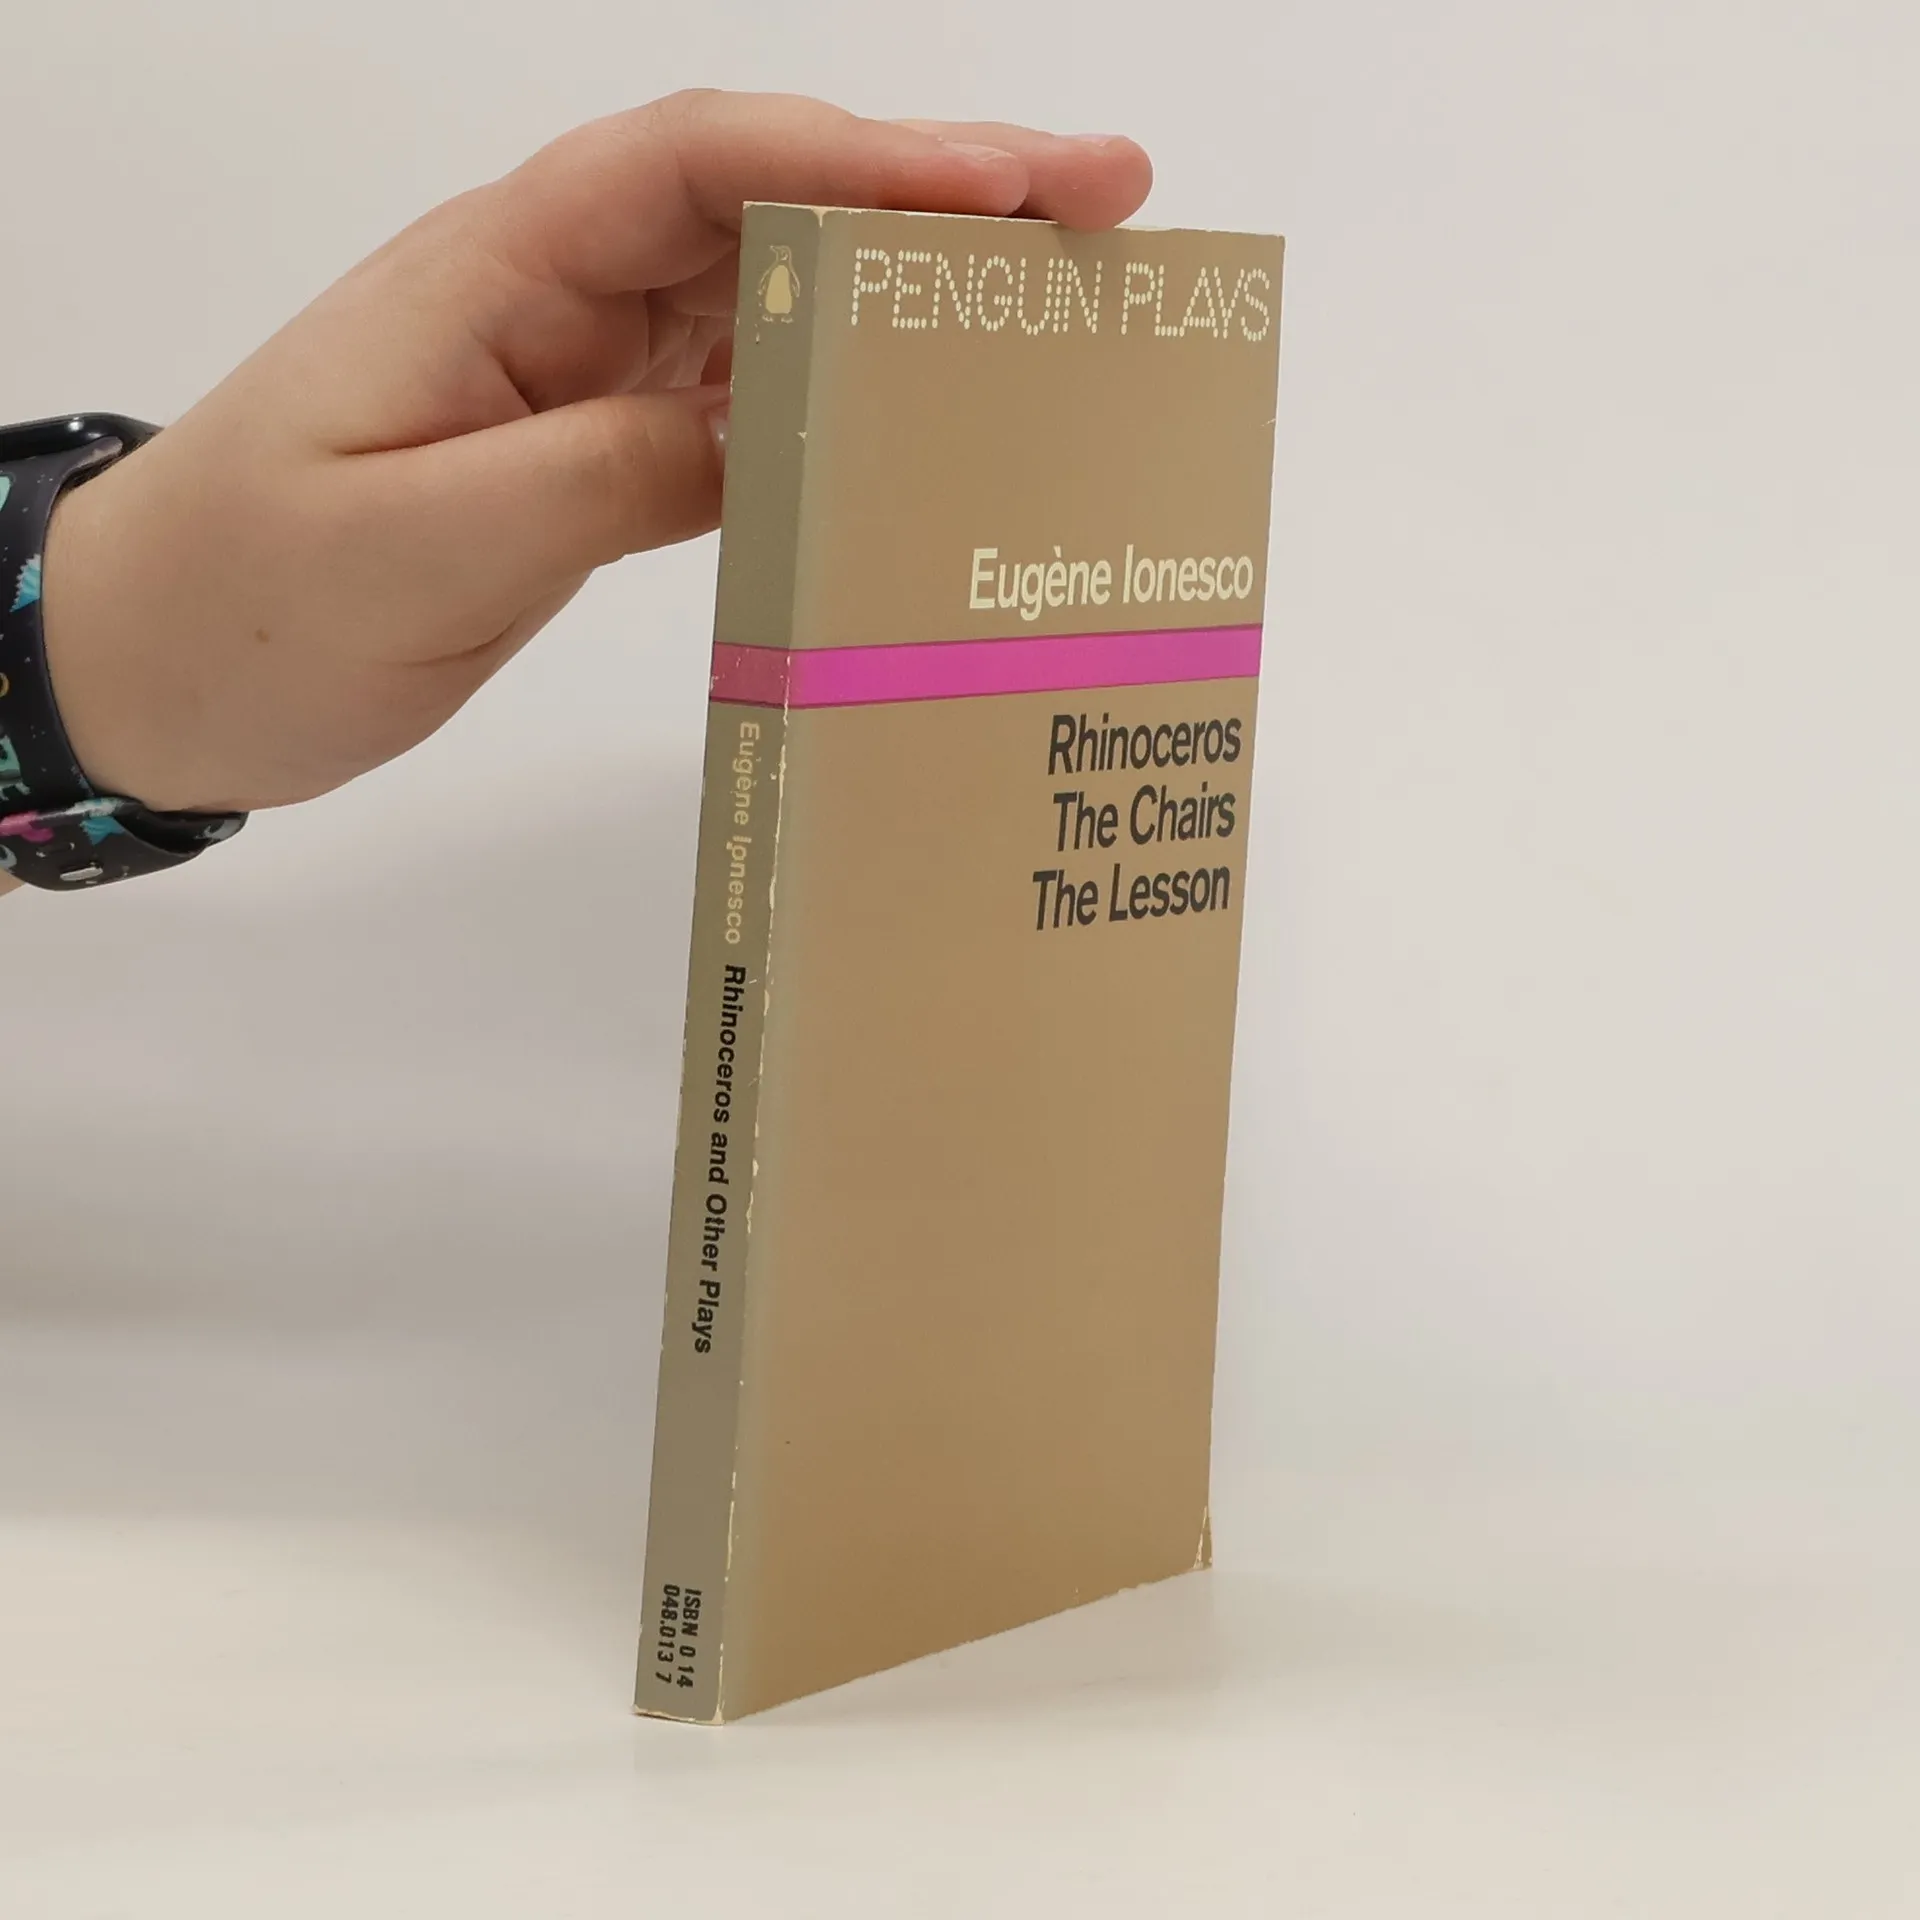 PENGUIN PLAYS
Eugène Ionesco
Rhinoceros
The Chairs
The Lesson
Eugène Ionesco Rhinoceros and Other Plays
ISBN 0 14
048.013 7